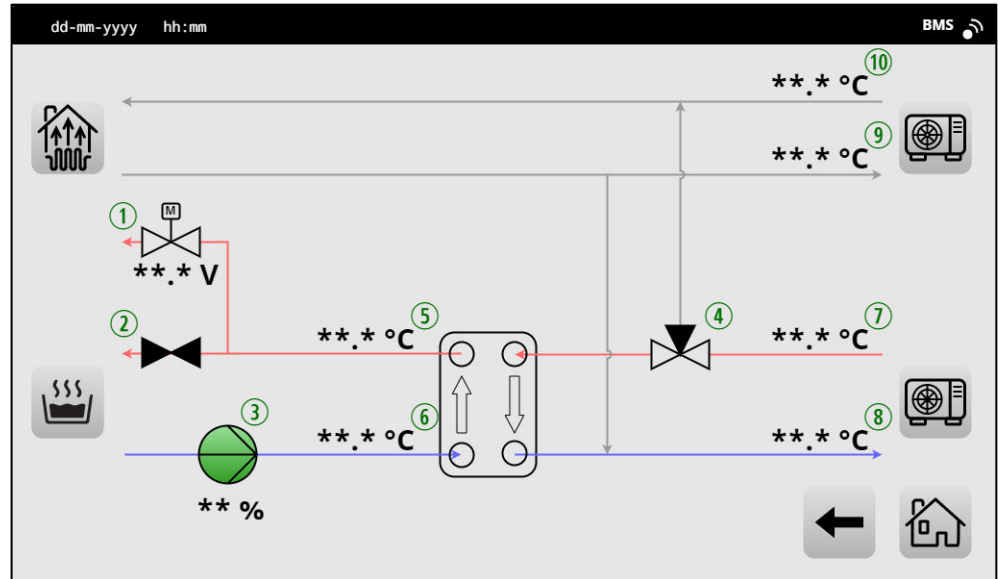 dd-mm-yyyy hh:mm BMS
10
**.* °C
9
**.* °C
1 M
**.* V
2 **.* °C 5 4 **.* °C 7
3 **.* °C 6 **.* °C 8
** %